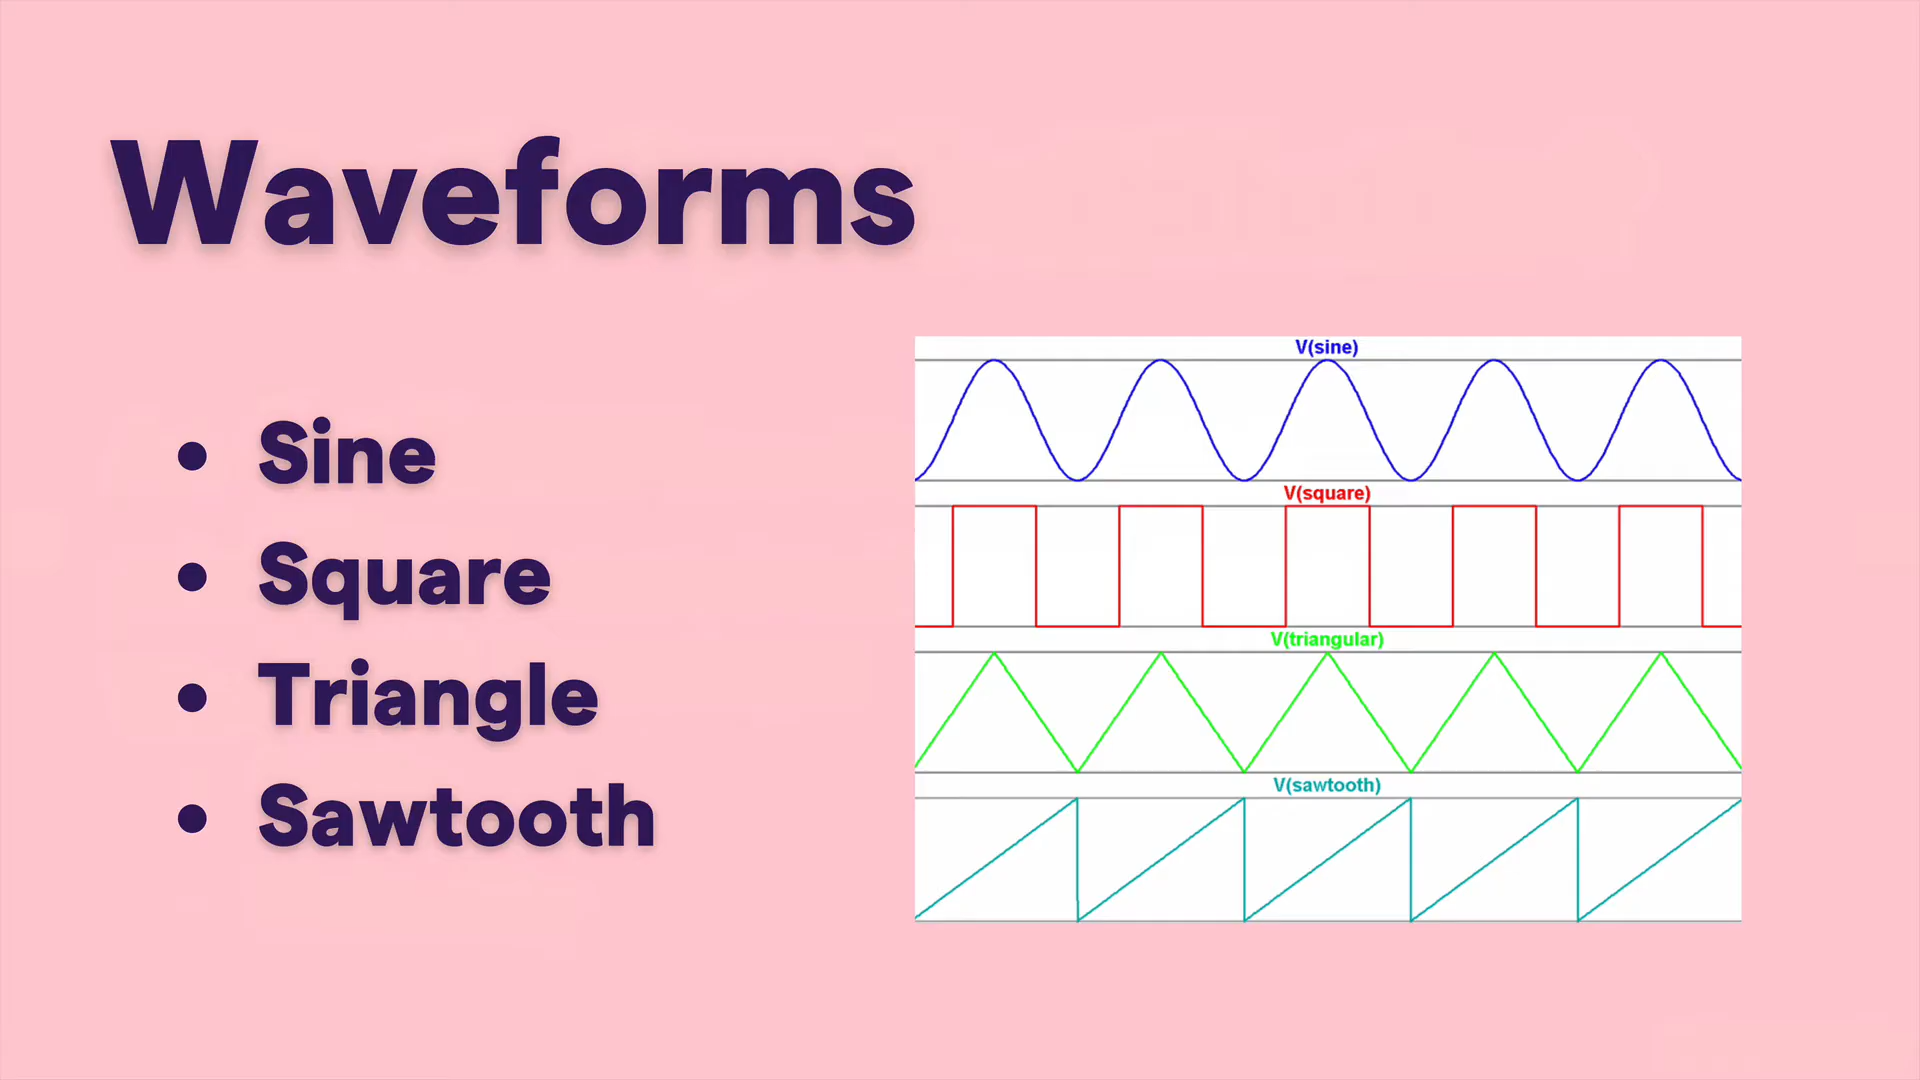 Waveforms
• Sine
• Square
• Triangle
• Sawtooth
V(sine)
V(square)
V(triangular)
V(sawtooth)